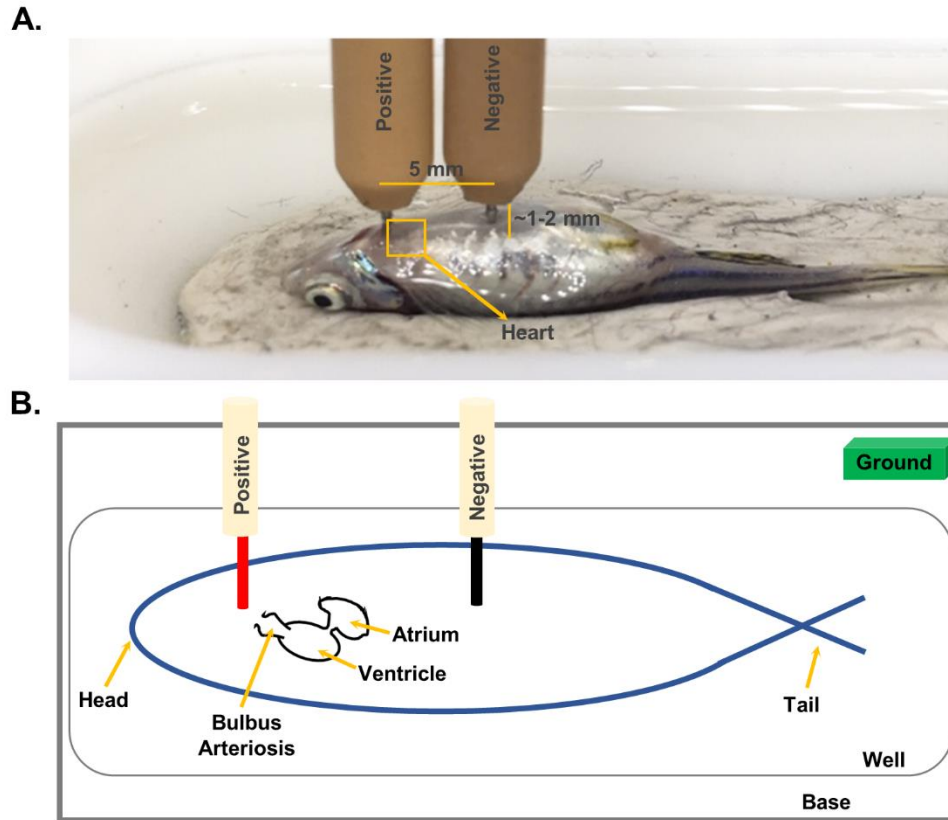 A.
Positive
Negative
5 mm
~1-2 mm
Heart
B.
Positive
Negative
Ground
Atrium
Ventricle
Head
Bulbus
Arteriosis
Tail
Well
Base